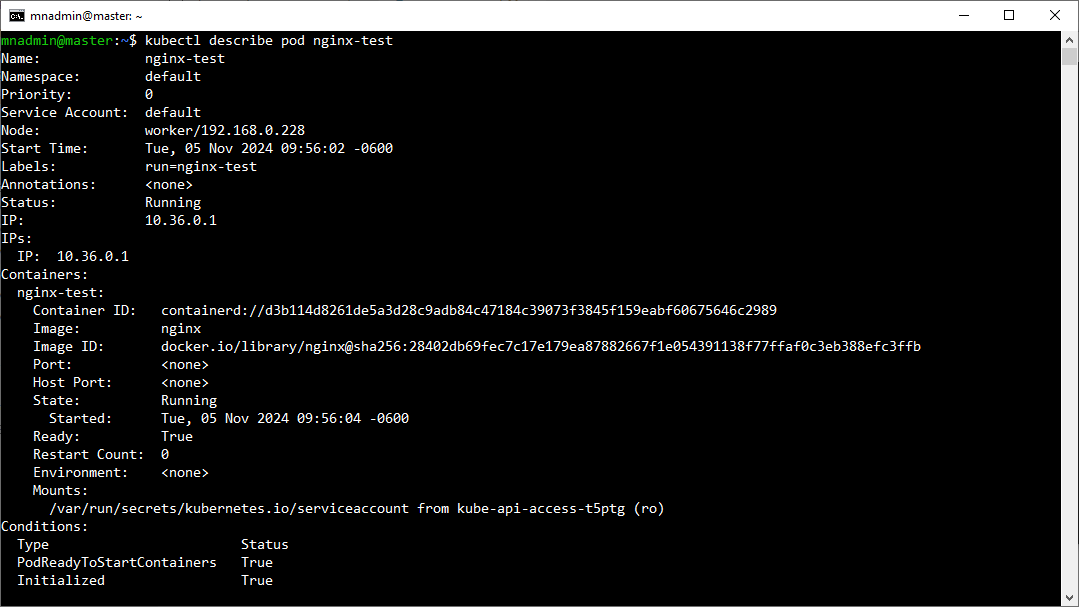 mnadmin@master: ~
mnadmin@master:~$ kubectl describe pod nginx-test
Name:             nginx-test
Namespace:        default
Priority:         0
Service Account:  default
Node:             worker/192.168.0.228
Start Time:       Tue, 05 Nov 2024 09:56:02 -0600
Labels:           run=nginx-test
Annotations:      <none>
Status:           Running
IP:               10.36.0.1
IPs:
  IP:  10.36.0.1
Containers:
  nginx-test:
    Container ID:   containerd://d3b114d8261de5a3d28c9adb84c47184c39073f3845f159eabf60675646c2989
    Image:          nginx
    Image ID:       docker.io/library/nginx@sha256:28402db69fec7c17e179ea87882667f1e054391138f77ffaf0c3eb388efc3ffb
    Port:           <none>
    Host Port:      <none>
    State:          Running
      Started:      Tue, 05 Nov 2024 09:56:04 -0600
    Ready:          True
    Restart Count:  0
    Environment:    <none>
    Mounts:
      /var/run/secrets/kubernetes.io/serviceaccount from kube-api-access-t5ptg (ro)
Conditions:
  Type                        Status
  PodReadyToStartContainers   True
  Initialized                 True